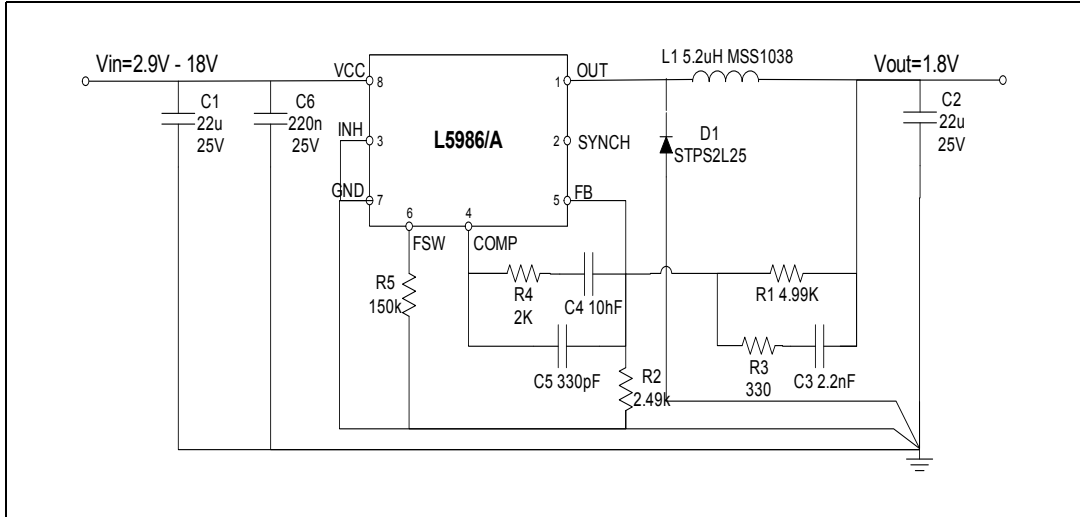 Vin=2.9V - 18V
VCC
8
OUT
1
L1 5.2uH MSS1038
Vout=1.8V
C1
22u
25V
C6
220n
25V
INH
3
L5986/A
2
SYNCH
D1
STPS2L25
C2
22u
25V
GND
7
5
FB
6
FSW
4
COMP
R5
150k
R4
2K
C4 10hF
R1 4.99K
C5 330pF
R2
2.49k
R3
330
C3 2.2nF